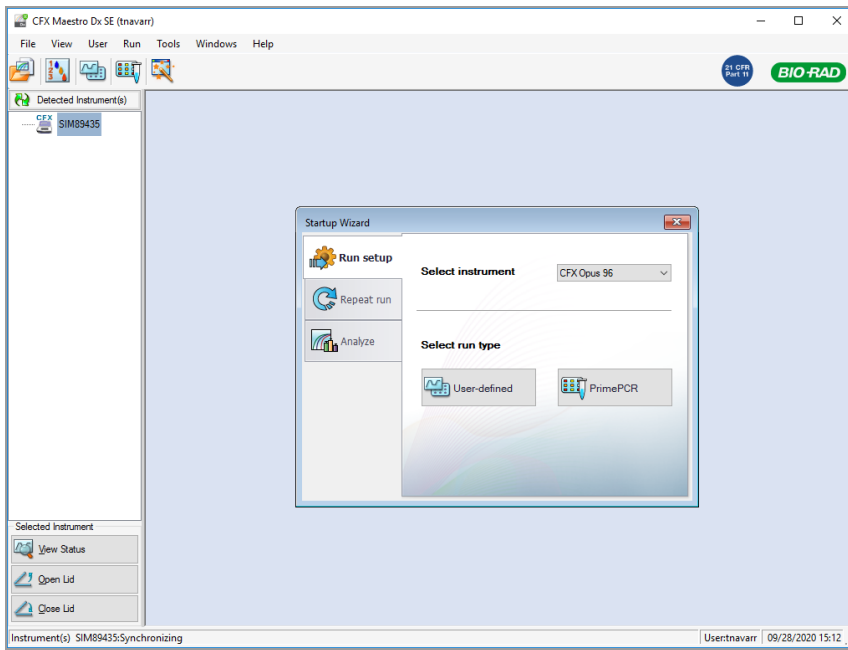 CFX Maestro Dx SE (tnavarr)
File View User Run Tools Windows Help
21 CFR
Part 11
BIO-RAD
Detected Instrument(s)
CFX
SIM89435
Startup Wizard
Run setup
Repeat run
Analyze
Select instrument
CFX Opus 96
Select run type
User-defined
PrimePCR
Selected Instrument
View Status
Open Lid
Close Lid
Instrument(s) SIM89435:Synchronizing
User:tnavarr
09/28/2020 15:12